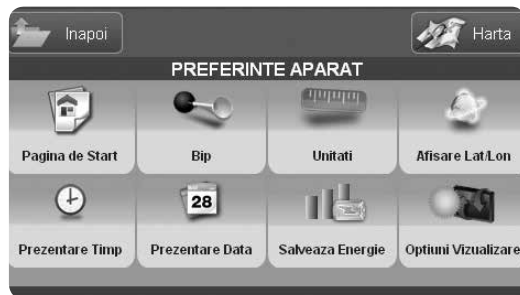 Inapoi
Harta
PREFERINTE APARAT
Pagina de Start
Bip
Unitati
Afisare Lat/Lon
28
Prezentare Timp
Prezentare Data
Salveaza Energie
Optiuni Vizualizare